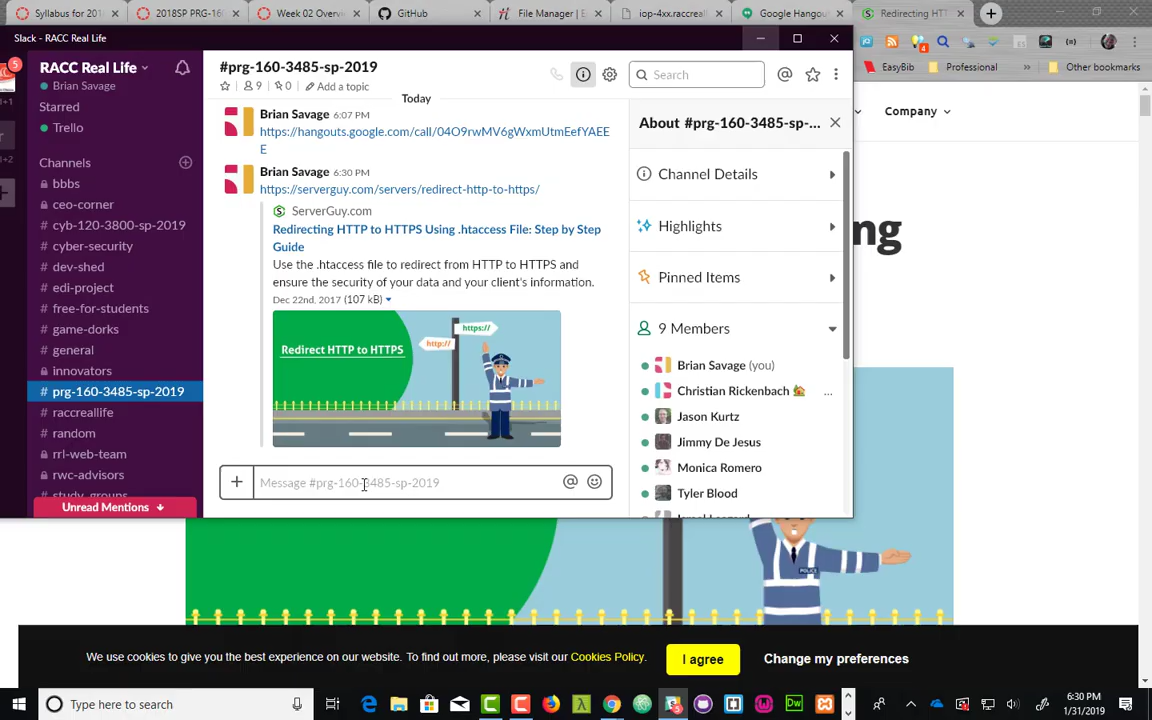 Syllabus for 201
2018SP PRG-160
Week 02 Overvi
GitHub
File Manager | E
iop-4xx.raccreall
Google Hangou
Redirecting HTT
Slack - RACC Real Life
EasyBib
Professional
Other bookmarks
Company
ng
5
RACC Real Life
Brian Savage
Starred
Trello
Channels
bbbs
ceo-corner
# cyb-120-3800-sp-2019
# cyber-security
# dev-shed
# edi-project
# free-for-students
# game-dorks
# general
# innovators
# prg-160-3485-sp-2019
# raccreallife
# random
rrl-web-team
rwc-advisors
# study_groups
Unread Mentions
#prg-160-3485-sp-2019
9
0
Add a topic
Search
Today
Brian Savage 6:07 PM
https://hangouts.google.com/call/04O9rwMV6gWxmUtmEefYAEE
E
Brian Savage 6:30 PM
https://serverguy.com/servers/redirect-http-to-https/
ServerGuy.com
Redirecting HTTP to HTTPS Using .htaccess File: Step by Step
Guide
Use the .htaccess file to redirect from HTTP to HTTPS and
ensure the security of your data and your client's information.
Dec 22nd, 2017 (107 kB)
https://
http://
Redirect HTTP to HTTPS
Message #prg-160-3485-sp-2019
About #prg-160-3485-sp-...
Channel Details
Highlights
Pinned Items
9 Members
Brian Savage (you)
Christian Rickenbach
Jason Kurtz
Jimmy De Jesus
Monica Romero
Tyler Blood
POLICE
We use cookies to give you the best experience on our website. To find out more, please visit our Cookies Policy.
I agree
Change my preferences
Type here to search
Dw
6:30 PM
1/31/2019